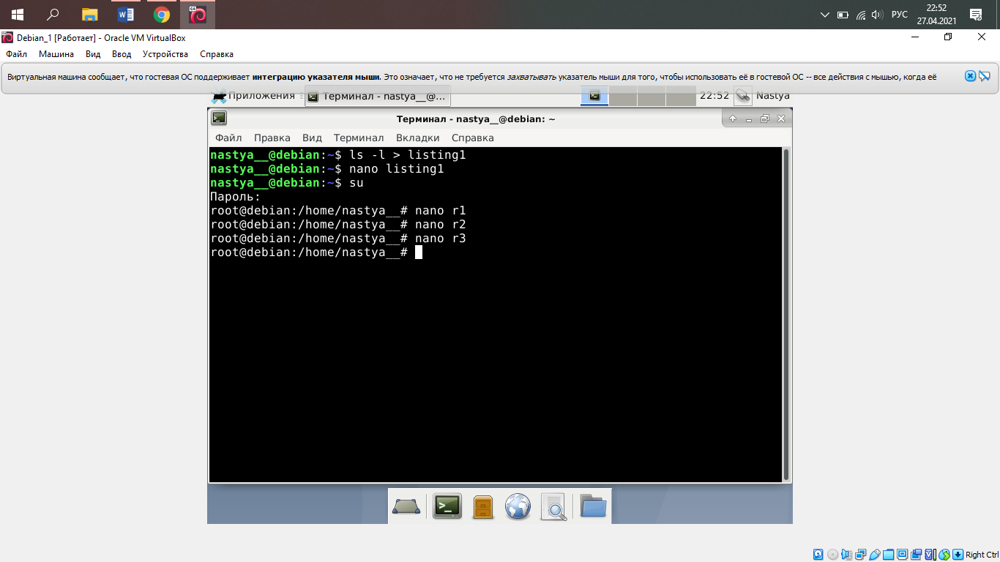 РУС
22:52
27.04.2021
Debian_1 [Работает] - Oracle VM VirtualBox
Файл Машина Вид Ввод Устройства Справка
Виртуальная машина сообщает, что гостевая ОС поддерживает интеграцию указателя мыши. Это означает, что не требуется захватывать указатель мыши для того, чтобы использовать её в гостевой ОС -- все действия с мышью, когда её
Приложения Терминал - nastya__@... 22:52 Nastya
Терминал - nastya__@debian: ~
Файл Правка Вид Терминал Вкладки Справка
nastya__@debian:~$ ls -l > listing1
nastya__@debian:~$ nano listing1
nastya__@debian:~$ su
Пароль:
root@debian:/home/nastya__# nano r1
root@debian:/home/nastya__# nano r2
root@debian:/home/nastya__# nano r3
root@debian:/home/nastya__#
Right Ctrl